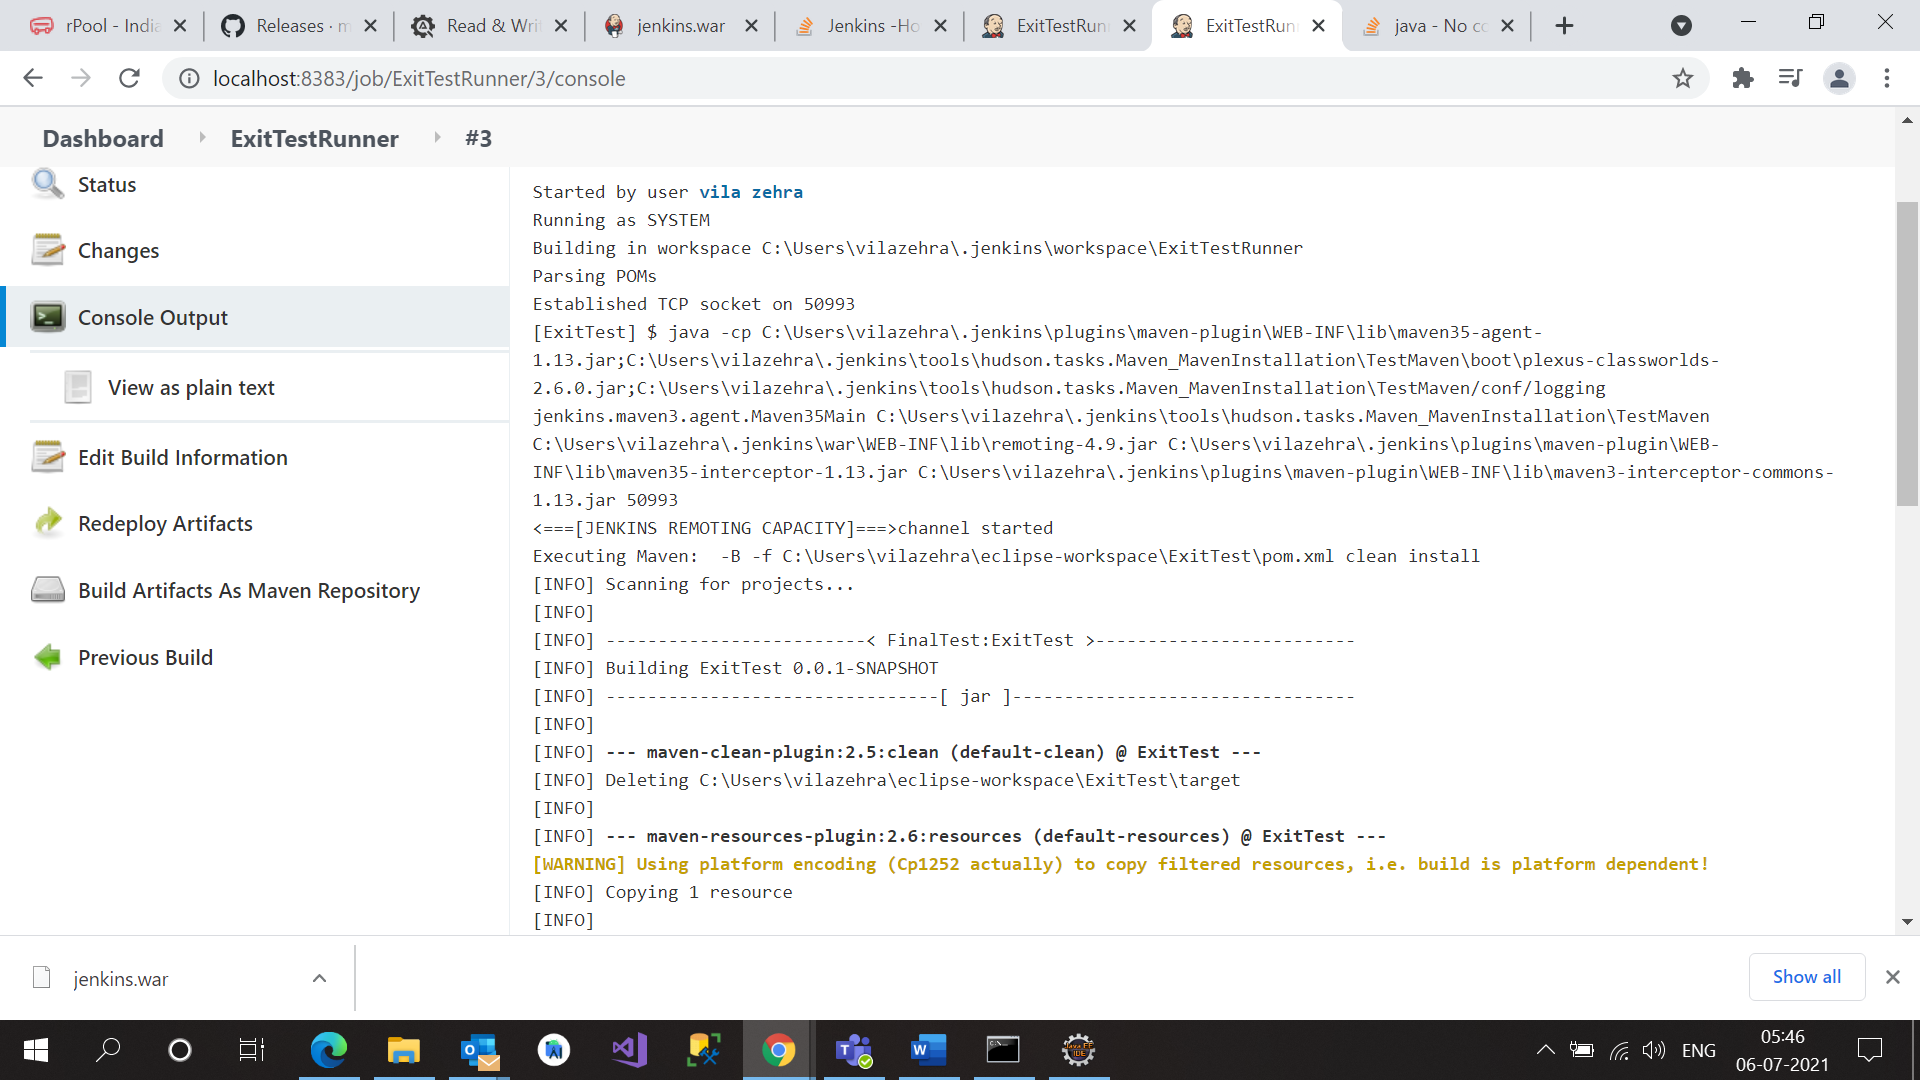 rPool - India
Releases · m
Read & Writ
jenkins.war
Jenkins -Ho
ExitTestRunn
ExitTestRunn
java - No co
localhost:8383/job/ExitTestRunner/3/console
Dashboard
ExitTestRunner
#3
Status
Changes
Console Output
View as plain text
Edit Build Information
Redeploy Artifacts
Build Artifacts As Maven Repository
Previous Build
Started by user vila zehra
Running as SYSTEM
Building in workspace C:\Users\vilazehra\.jenkins\workspace\ExitTestRunner
Parsing POMs
Established TCP socket on 50993
[ExitTest] $ java -cp C:\Users\vilazehra\.jenkins\plugins\maven-plugin\WEB-INF\lib\maven35-agent-
1.13.jar;C:\Users\vilazehra\.jenkins\tools\hudson.tasks.Maven_MavenInstallation\TestMaven\boot\plexus-classworlds-
2.6.0.jar;C:\Users\vilazehra\.jenkins\tools\hudson.tasks.Maven_MavenInstallation\TestMaven/conf/logging
jenkins.maven3.agent.Maven35Main C:\Users\vilazehra\.jenkins\tools\hudson.tasks.Maven_MavenInstallation\TestMaven
C:\Users\vilazehra\.jenkins\war\WEB-INF\lib\remoting-4.9.jar C:\Users\vilazehra\.jenkins\plugins\maven-plugin\WEB-
INF\lib\maven35-interceptor-1.13.jar C:\Users\vilazehra\.jenkins\plugins\maven-plugin\WEB-INF\lib\maven3-interceptor-commons-
1.13.jar 50993
<===[JENKINS REMOTING CAPACITY]===>channel started
Executing Maven:  -B -f C:\Users\vilazehra\eclipse-workspace\ExitTest\pom.xml clean install
[INFO] Scanning for projects...
[INFO]
[INFO] -------------------------< FinalTest:ExitTest >-------------------------
[INFO] Building ExitTest 0.0.1-SNAPSHOT
[INFO] --------------------------------[ jar ]---------------------------------
[INFO]
[INFO] --- maven-clean-plugin:2.5:clean (default-clean) @ ExitTest ---
[INFO] Deleting C:\Users\vilazehra\eclipse-workspace\ExitTest\target
[INFO]
[INFO] --- maven-resources-plugin:2.6:resources (default-resources) @ ExitTest ---
[WARNING] Using platform encoding (Cp1252 actually) to copy filtered resources, i.e. build is platform dependent!
[INFO] Copying 1 resource
[INFO]
jenkins.war
Show all
ENG
05:46
06-07-2021